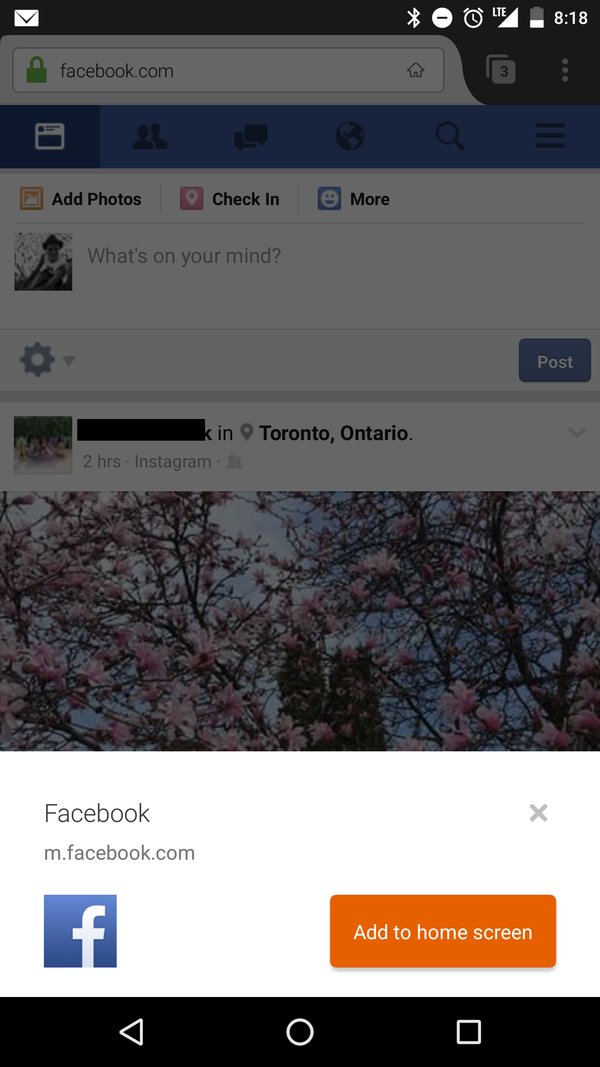 LTE 8:18
facebook.com 3
Add Photos Check In More
What's on your mind?
Post
k in Toronto, Ontario.
2 hrs · Instagram ·
Facebook
m.facebook.com
f
Add to home screen